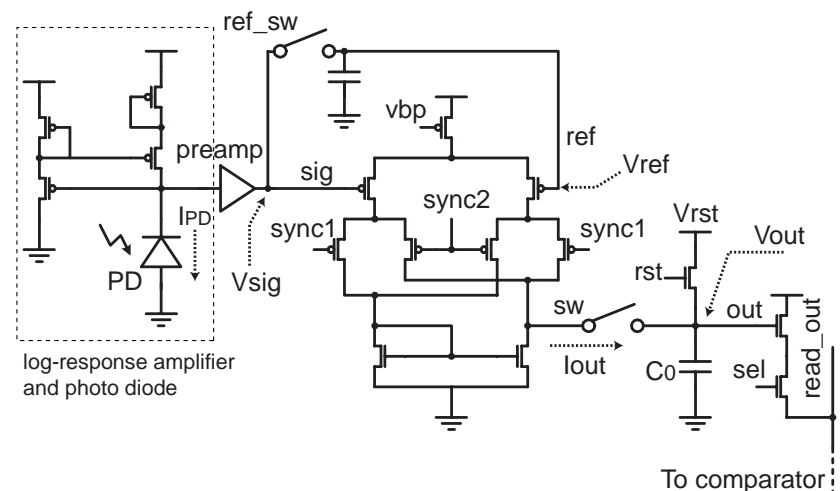 ref_sw
vbp
ref
preamp
sig
Vref
IPD
sync2
sync1
sync1
Vrst
Vout
PD
Vsig
rst
sw
out
read_out
log-response amplifier
and photo diode
Iout
C0
sel
To comparator